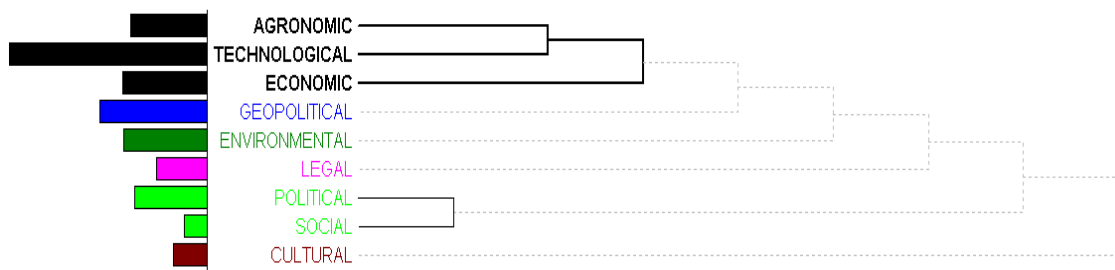 AGRONOMIC
TECHNOLOGICAL
ECONOMIC
GEOPOLITICAL
ENVIRONMENTAL
LEGAL
POLITICAL
SOCIAL
CULTURAL